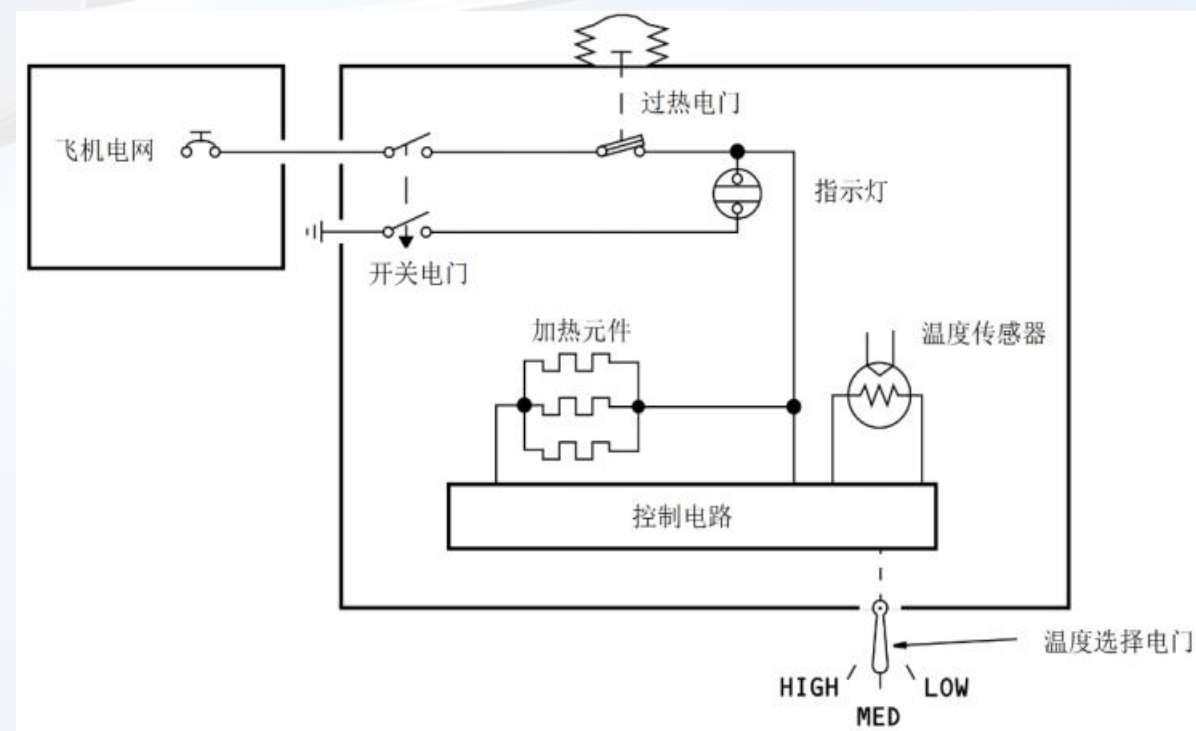 过热电门
飞机电网
指示灯
开关电门
加热元件
温度传感器
控制电路
温度选择电门
HIGH
LOW
MED